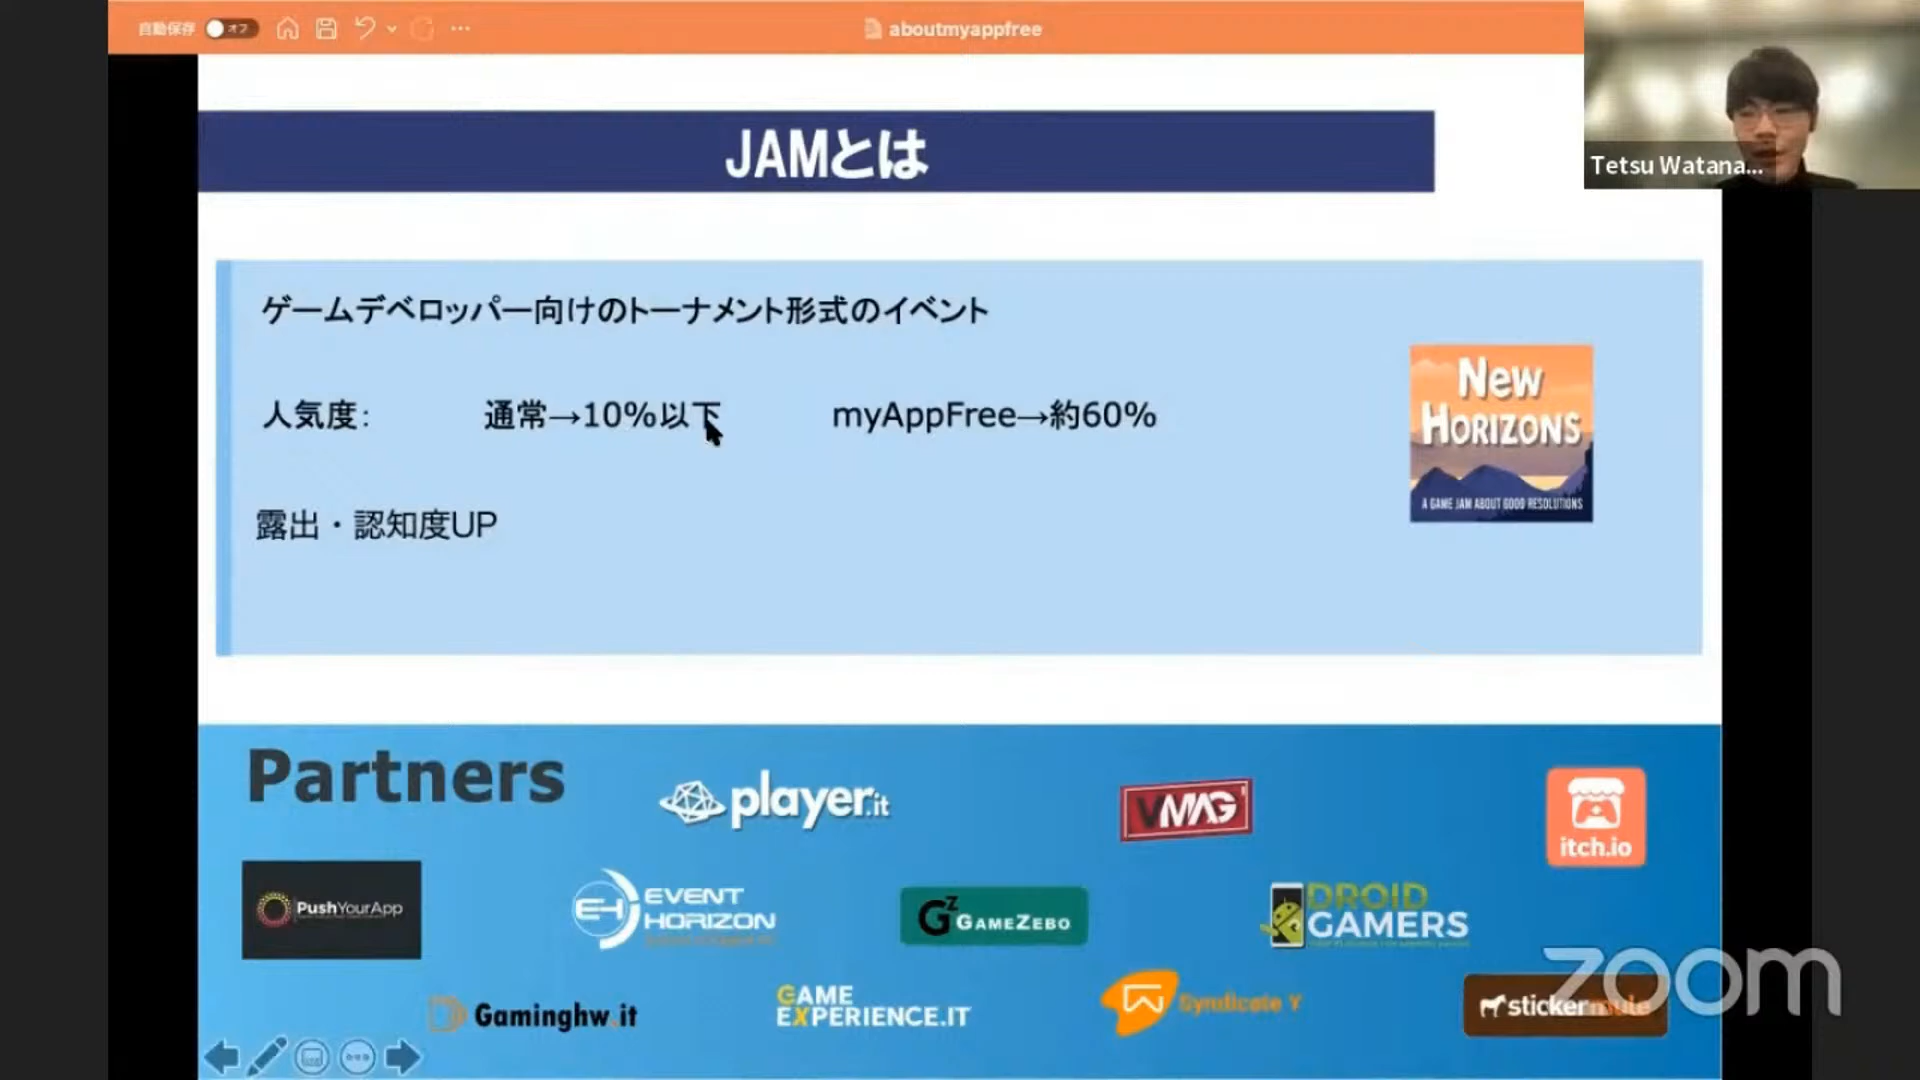 自動保存 オフ
aboutmyappfree
Tetsu Watana...
JAMとは
ゲームデベロッパー向けのトーナメント形式のイベント
人気度: 通常→10%以下 myAppFree→約60%
露出・認知度UP
New
HORIZONS
A GAME JAM ABOUT GOOD RESOLUTIONS
Partners
player.it
VMAG
itch.io
PushYourApp
EVENT
HORIZON
GZ GAMEZEBO
DROID
GAMERS
Gaminghw.it
GAME
EXPERIENCE.IT
Syndicate Y
stickermule
zoom